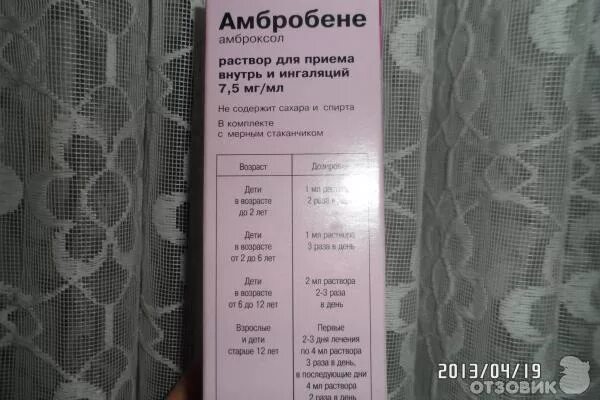 Амбробене
амброксол
раствор для приема
внутрь и ингаляций
7,5 мг/мл
Не содержит сахара и спирта
В комплекте
с мерным стаканчиком
Возраст
Дети
в возрасте
до 2 лет
1 мл
2 раза в
Дети
в возрасте
от 2 до 6 лет
1 мл раствора
3 раза в день
Дети
в возрасте
от 6 до 12 лет
2 мл раствора
2-3 раза
в день
Взрослые
и дети
старше 12 лет
Первые
2-3 дня лечения
по 4 мл раствора
3 раза в день,
в последующие дни
4 мл раствора
2 раза в день
2013/04/19
ОТЗОВИК